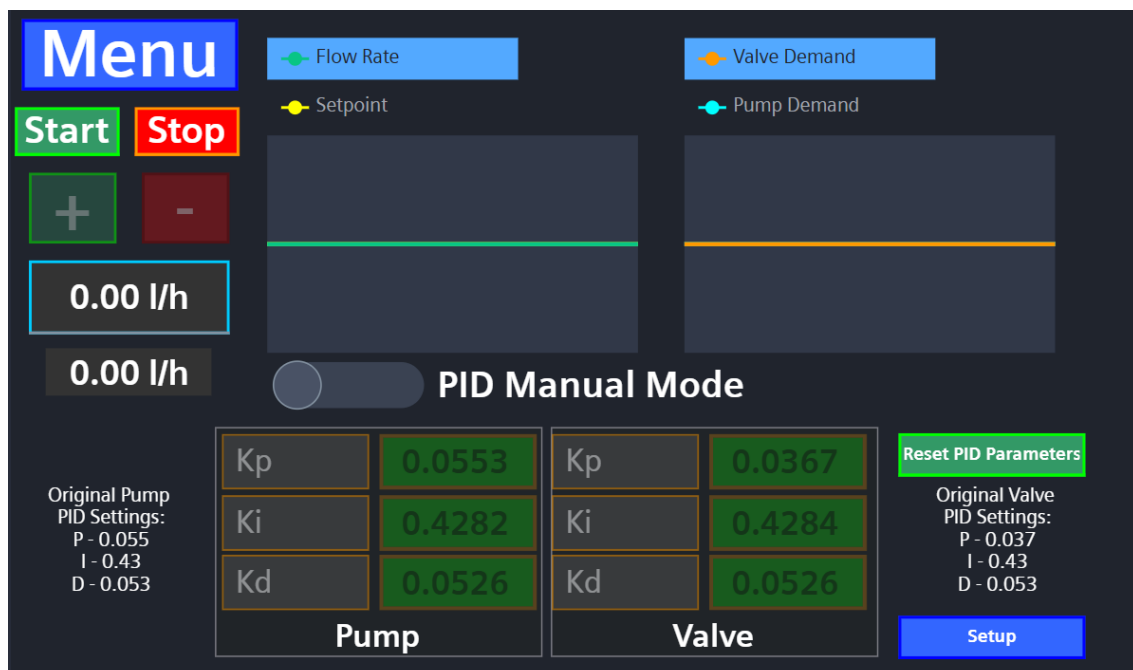 Menu
Start
Stop
+
-
0.00 l/h
0.00 l/h
Flow Rate
Setpoint
Valve Demand
Pump Demand
PID Manual Mode
Original Pump
PID Settings:
P - 0.055
I - 0.43
D - 0.053
Kp 0.0553
Ki 0.4282
Kd 0.0526
Pump
Kp 0.0367
Ki 0.4284
Kd 0.0526
Valve
Reset PID Parameters
Original Valve
PID Settings:
P - 0.037
I - 0.43
D - 0.053
Setup